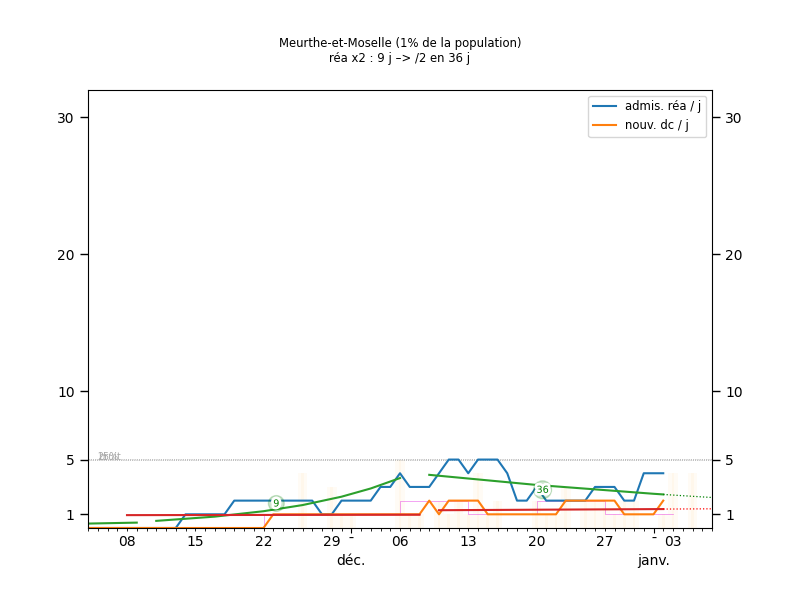 Meurthe-et-Moselle (1% de la population)
réa x2 : 9 j –> /2 en 36 j
admis. réa / j
nouv. dc / j
30 30
20 20
10 10
5 5
1 1
9
36
08 15 22 29 - 06 13 20 27 - 03
déc. janv.